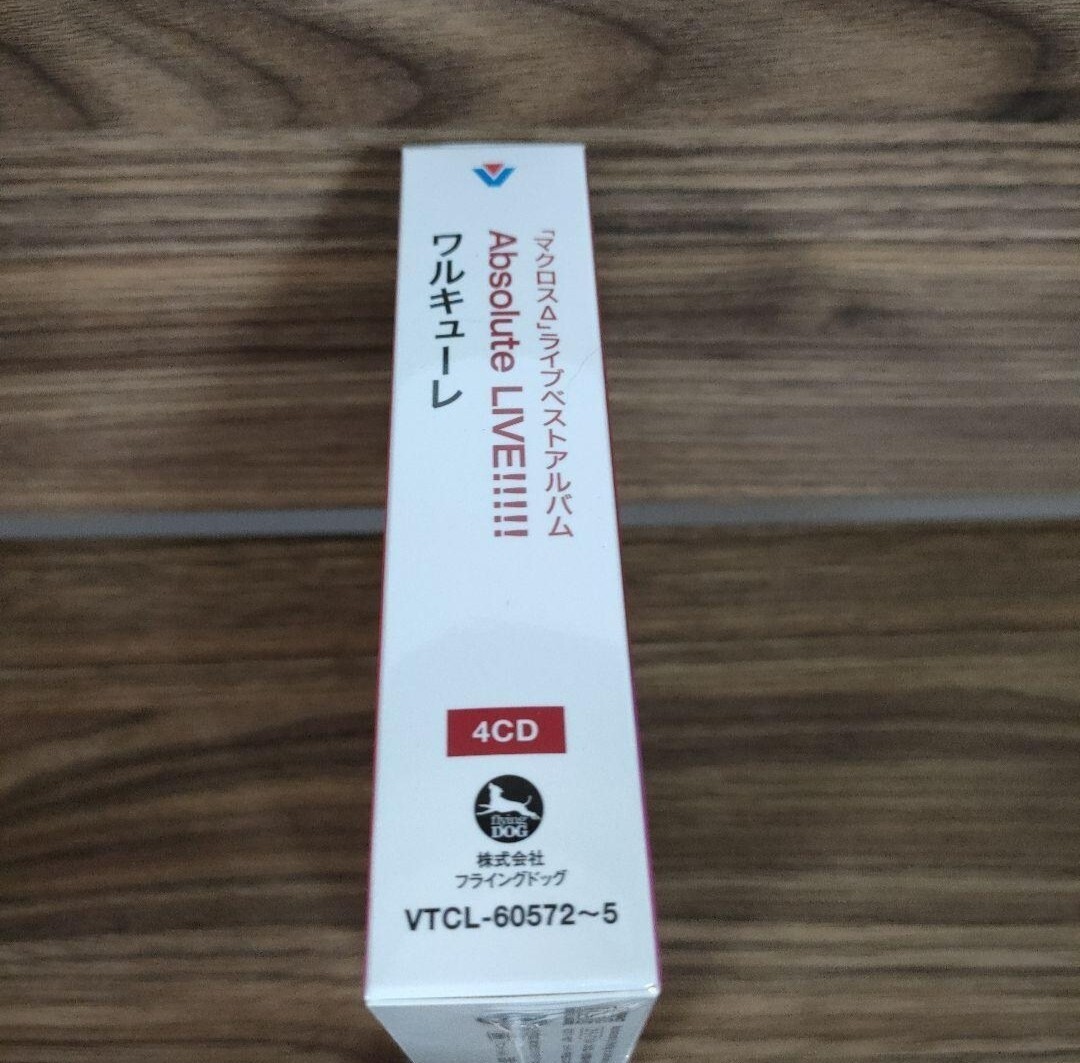 「マクロスΔ」ライブベストアルバム
Absolute LIVE!!!!!
ワルキューレ
4CD
flying DOG
株式会社
フライングドッグ
VTCL-60572〜5